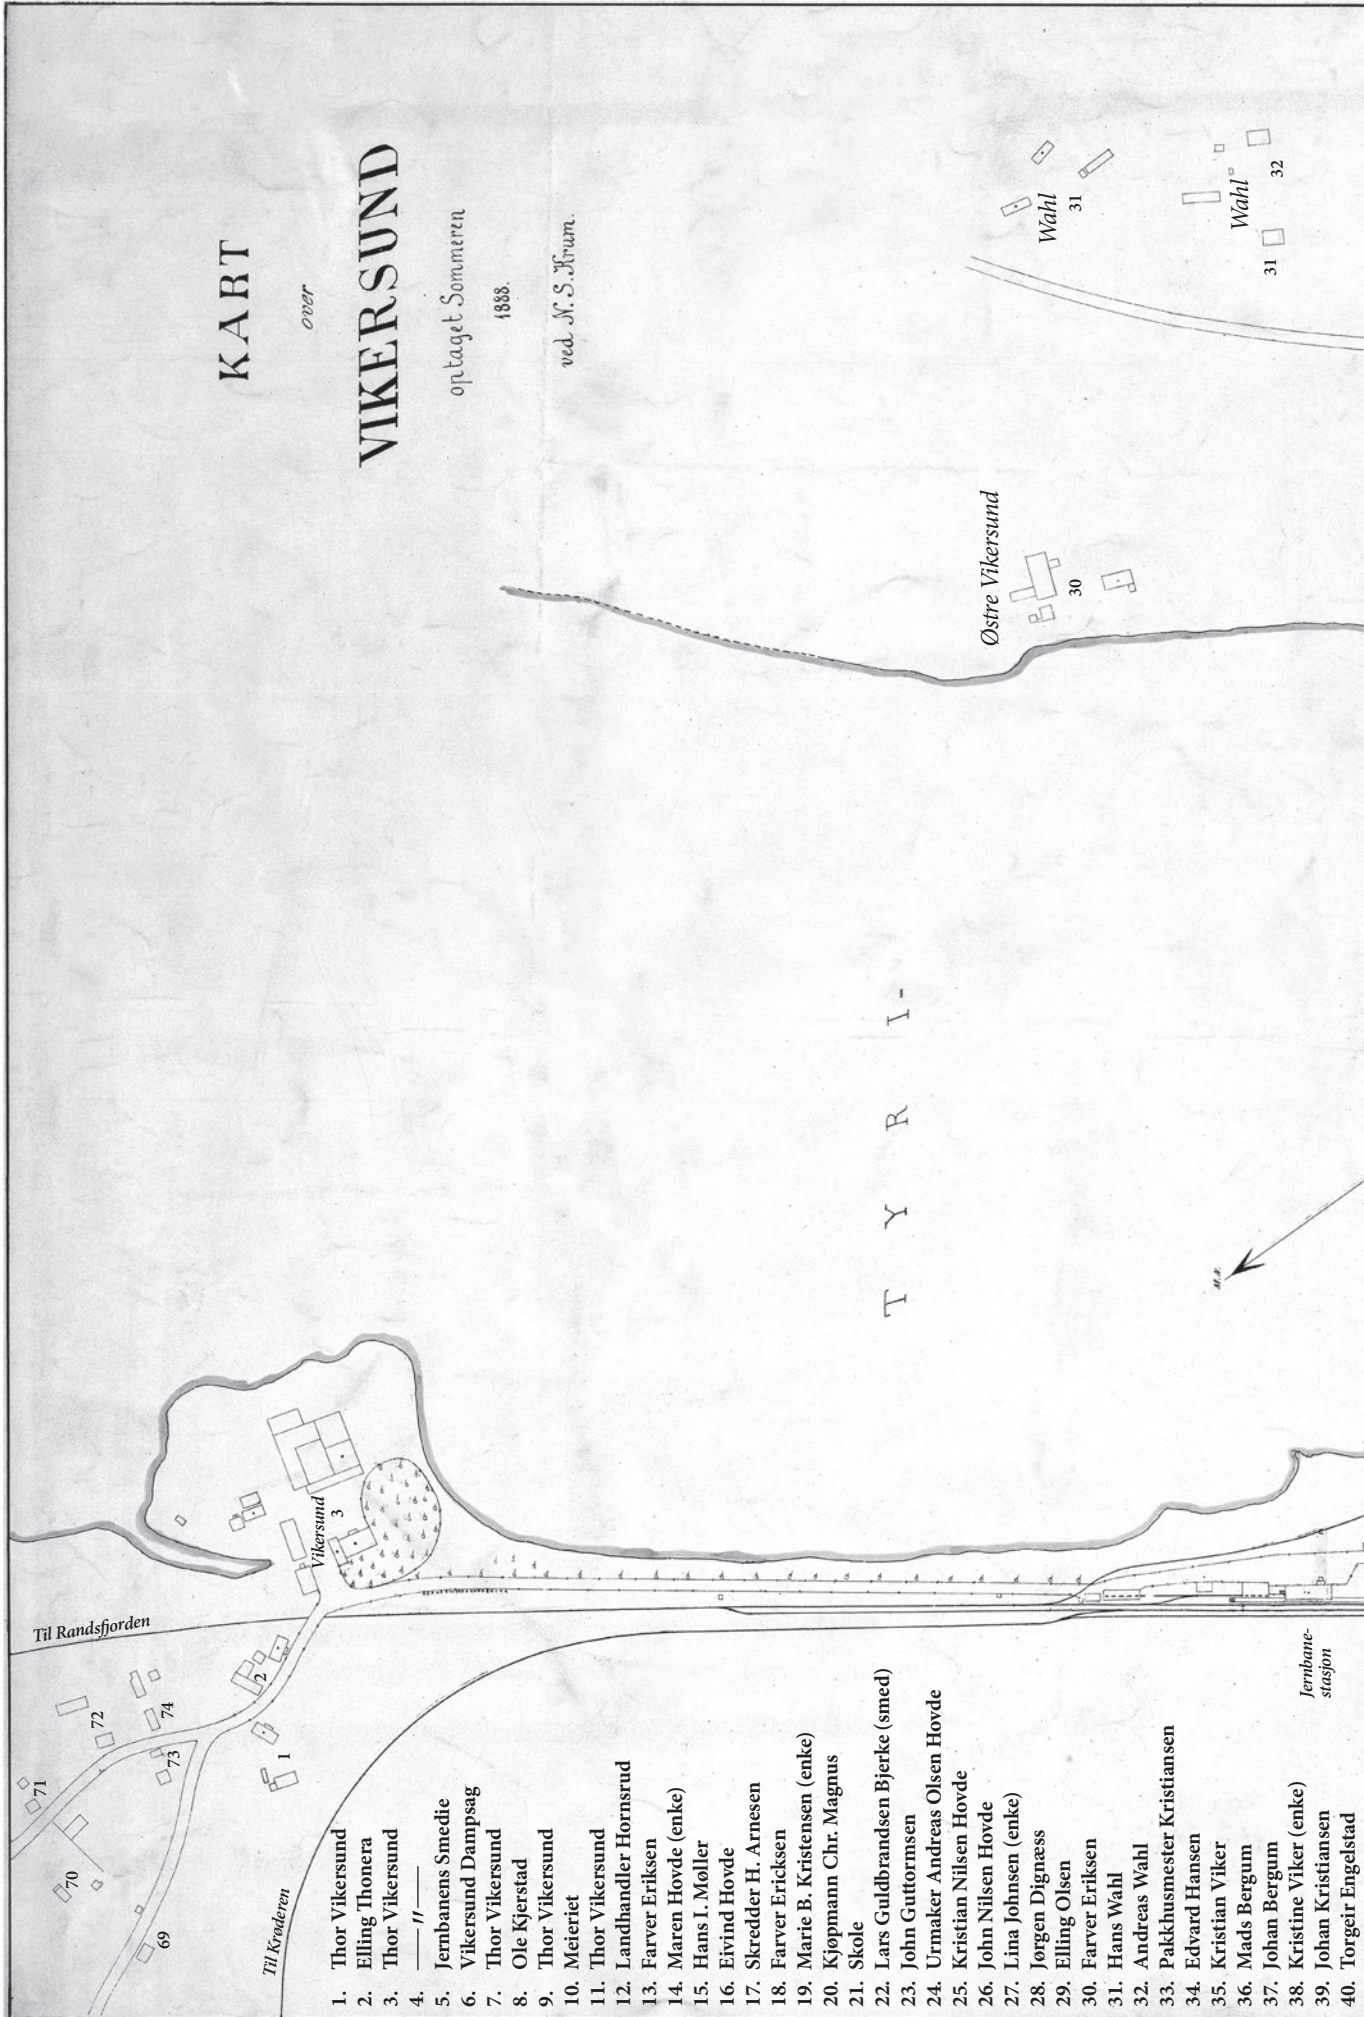 KART
over
VIKERSUND
optaget Sommeren
1888.
ved N. S. Krum.
Wahl
31
Wahl
31
32
Østre Vikersund
30
T Y R I-
M.N.
Vikersund
3
Til Randsfjorden
72
74
71
73
70
69
2
1
Til Krøderen
Jernbane-
stasjon
1. Thor Vikersund
2. Elling Thonera
3. Thor Vikersund
4. —— " ——
5. Jernbanens Smedie
6. Vikersund Dampsag
7. Thor Vikersund
8. Ole Kjerstad
9. Thor Vikersund
10. Meieriet
11. Thor Vikersund
12. Landhandler Hornsrud
13. Farver Eriksen
14. Maren Hovde (enke)
15. Hans I. Møller
16. Eivind Hovde
17. Skredder H. Arnesen
18. Farver Ericksen
19. Marie B. Kristensen (enke)
20. Kjøpmann Chr. Magnus
21. Skole
22. Lars Guldbrandsen Bjerke (smed)
23. John Guttormsen
24. Urmaker Andreas Olsen Hovde
25. Kristian Nilsen Hovde
26. John Nilsen Hovde
27. Lina Johnsen (enke)
28. Jørgen Dignæss
29. Elling Olsen
30. Farver Eriksen
31. Hans Wahl
32. Andreas Wahl
33. Pakkhusmester Kristiansen
34. Edvard Hansen
35. Kristian Viker
36. Mads Bergum
37. Johan Bergum
38. Kristine Viker (enke)
39. Johan Kristiansen
40. Torgeir Engelstad